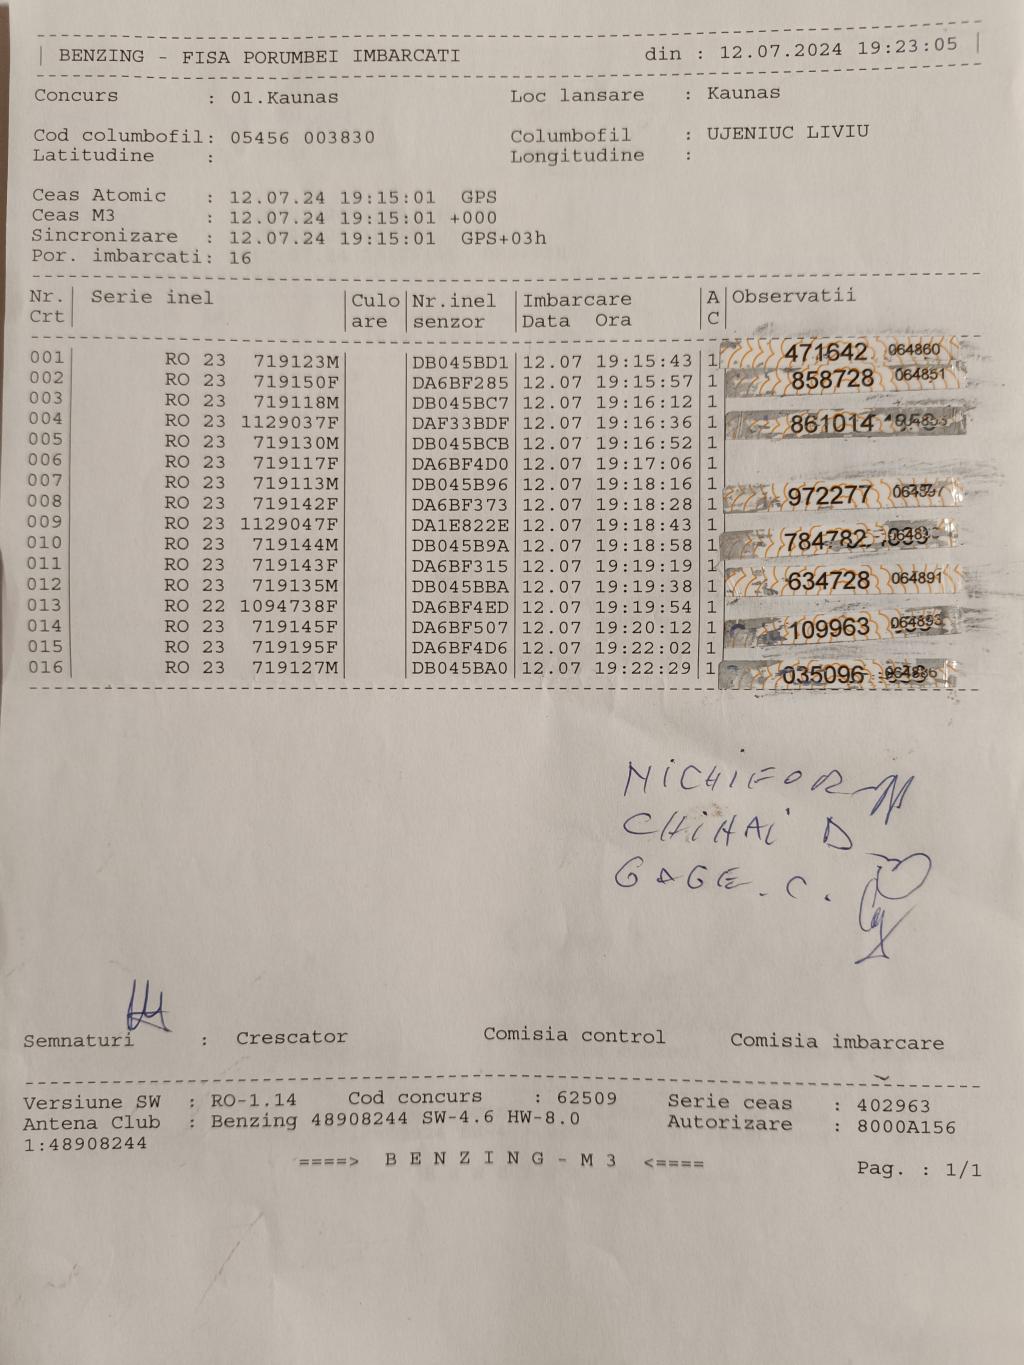 BENZING - FISA PORUMBEI IMBARCATI din : 12.07.2024 19:23:05
Concurs : 01.Kaunas Loc lansare : Kaunas
Cod columbofil: 05456 003830 Columbofil : UJENIUC LIVIU
Latitudine : Longitudine :
Ceas Atomic : 12.07.24 19:15:01 GPS
Ceas M3 : 12.07.24 19:15:01 +000
Sincronizare : 12.07.24 19:15:01 GPS+03h
Por. imbarcati: 16
Nr. Serie inel Culo Nr.inel Imbarcare A Observatii
Crt are senzor Data Ora C
001 RO 23 719123M DB045BD1 12.07 19:15:43 1 471642 064860
002 RO 23 719150F DA6BF285 12.07 19:15:57 1 858728 064851
003 RO 23 719118M DB045BC7 12.07 19:16:12 1
004 RO 23 1129037F DAF33BDF 12.07 19:16:36 1 861014
005 RO 23 719130M DB045BCB 12.07 19:16:52 1
006 RO 23 719117F DA6BF4D0 12.07 19:17:06 1
007 RO 23 719113M DB045B96 12.07 19:18:16 1 972277
008 RO 23 719142F DA6BF373 12.07 19:18:28 1
009 RO 23 1129047F DA1E822E 12.07 19:18:43 1
010 RO 23 719144M DB045B9A 12.07 19:18:58 1 784782
011 RO 23 719143F DA6BF315 12.07 19:19:19 1
012 RO 23 719135M DB045BBA 12.07 19:19:38 1 634728 064891
013 RO 22 1094738F DA6BF4ED 12.07 19:19:54 1
014 RO 23 719145F DA6BF507 12.07 19:20:12 1 109963
015 RO 23 719195F DA6BF4D6 12.07 19:22:02 1
016 RO 23 719127M DB045BA0 12.07 19:22:29 1 035096
NICHIFOR
CHIHAI D
GAGE. C.
Semnaturi : Crescator Comisia control Comisia imbarcare
Versiune SW : RO-1.14 Cod concurs : 62509 Serie ceas : 402963
Antena Club : Benzing 48908244 SW-4.6 HW-8.0 Autorizare : 8000A156
1:48908244
====> B E N Z I N G - M 3 <====
Pag. : 1/1